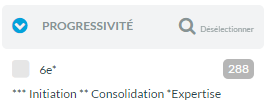 PROGRESSIVITÉ Désélectionner
6e* 288
*** Initiation ** Consolidation *Expertise